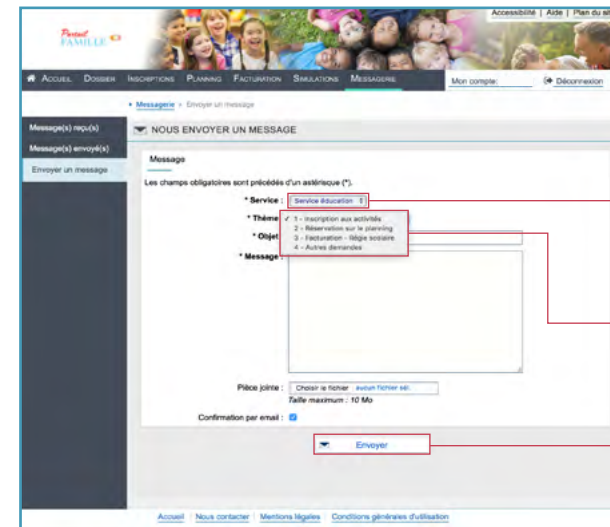 Accessibilité | Aide | Plan du sit
Portail
FAMILLE
ACCUEIL DOSSIER INSCRIPTIONS PLANNING FACTURATION SIMULATIONS MESSAGERIE
Mon compte: Déconnexion
Messagerie > Envoyer un message
Message(s) reçu(s)
Message(s) envoyé(s)
Envoyer un message
NOUS ENVOYER UN MESSAGE
Message
Les champs obligatoires sont précédés d'un astérisque (*).
* Service : Service éducation
* Thème ✓ 1 - Inscription aux activités
2 - Réservation sur le planning
* Objet 3 - Facturation - Régie scolaire
4 - Autres demandes
* Message :
Pièce jointe : Choisir le fichier aucun fichier sél.
Taille maximum : 10 Mo
Confirmation par email :
Envoyer
Accueil Nous contacter Mentions légales Conditions générales d'utilisation